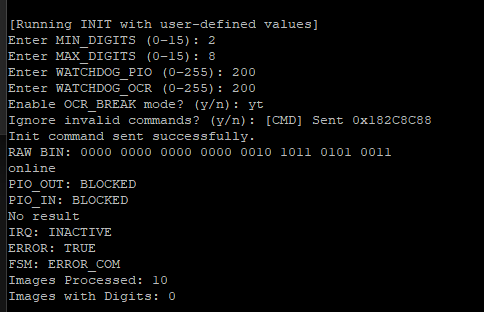 [Running INIT with user-defined values]
Enter MIN_DIGITS (0-15): 2
Enter MAX_DIGITS (0-15): 8
Enter WATCHDOG_PIO (0-255): 200
Enter WATCHDOG_OCR (0-255): 200
Enable OCR_BREAK mode? (y/n): yt
Ignore invalid commands? (y/n): [CMD] Sent 0x182C8C88
Init command sent successfully.
RAW BIN: 0000 0000 0000 0000 0010 1011 0101 0011
online
PIO_OUT: BLOCKED
PIO_IN: BLOCKED
No result
IRQ: INACTIVE
ERROR: TRUE
FSM: ERROR_COM
Images Processed: 10
Images with Digits: 0